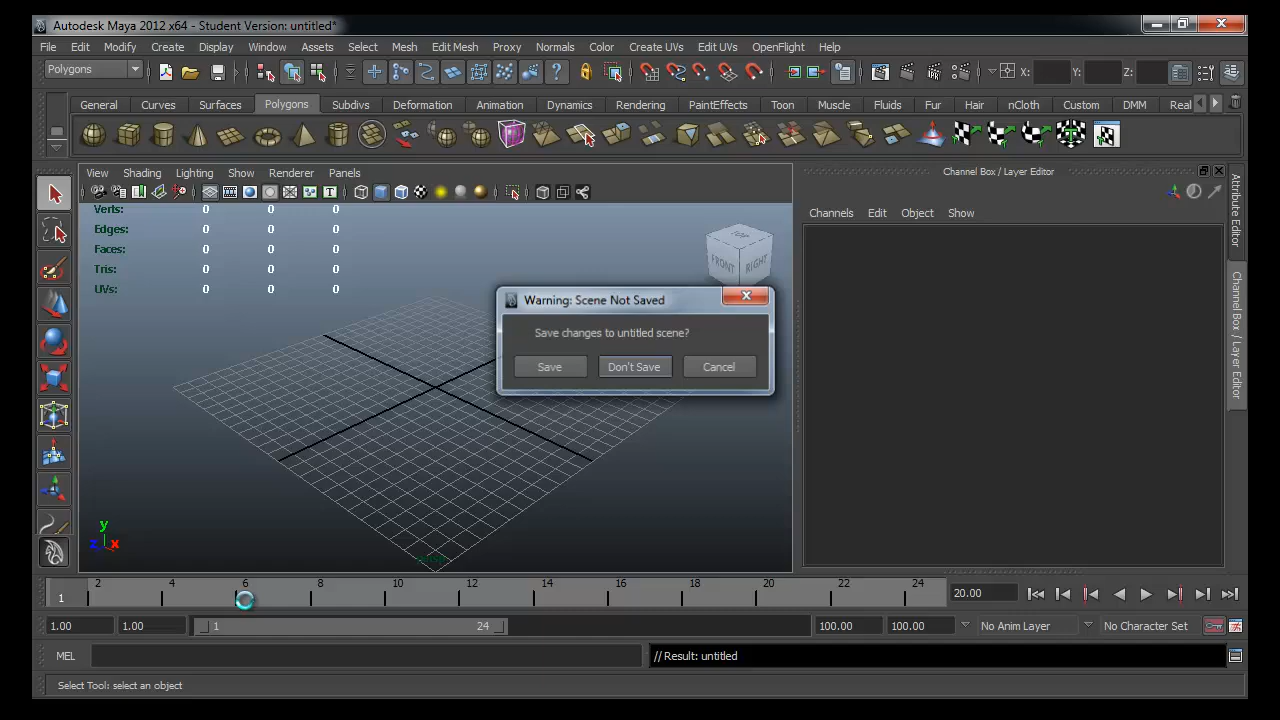 Autodesk Maya 2012 x64 - Student Version: untitled*
File Edit Modify Create Display Window Assets Select Mesh Edit Mesh Proxy Normals Color Create UVs Edit UVs OpenFlight Help
Polygons X: Y: Z:
General Curves Surfaces Polygons Subdivs Deformation Animation Dynamics Rendering PaintEffects Toon Muscle Fluids Fur Hair nCloth Custom DMM Real
View Shading Lighting Show Renderer Panels
Channel Box / Layer Editor
Channels Edit Object Show
Verts: 0 0 0
Edges: 0 0 0
Faces: 0 0 0
Tris: 0 0 0
UVs: 0 0 0
TOP
FRONT RIGHT
Attribute Editor
Channel Box / Layer Editor
Warning: Scene Not Saved
Save changes to untitled scene?
Save Don't Save Cancel
y
z x
persp
2 4 6 8 10 12 14 16 18 20 22 24
1 20.00
1.00 1.00 1 24 100.00 100.00 No Anim Layer No Character Set
MEL // Result: untitled
Select Tool: select an object